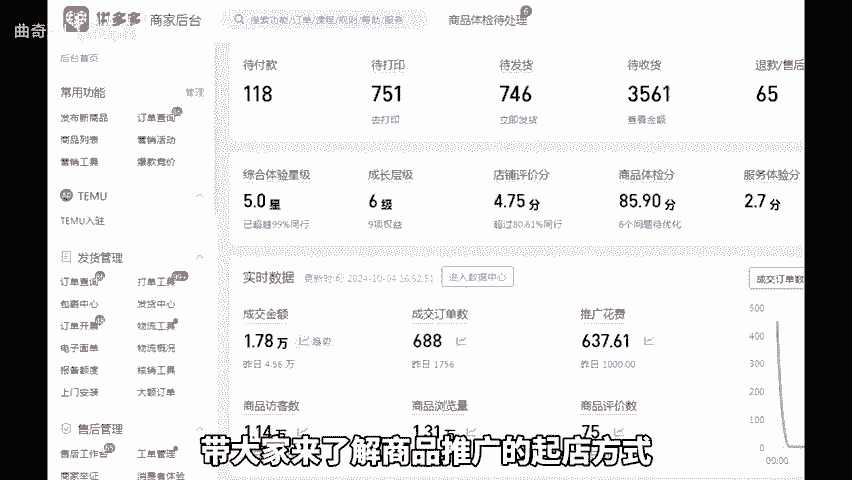 曲奇
拼多多 商家后台
搜索功能/订单/课程/规则/帮助/服务
商品体检待处理 6
后台首页
常用功能 管理
发布新商品 订单查询
商品列表 营销活动
营销工具 爆款竞价
TEMU
TEMU入驻
发货管理
订单查询 打单工具
包裹中心 发货中心
订单开票 物流工具
电子面单 物流概况
报备额度 核销工具
上门安装 大额订单
售后管理
售后工作台 工单管理
商家举证 消费者体验
待付款 待打印 待发货 待收货 退款/售后
118 751 746 3561 65
去打印 立即发货 查看金额
综合体验星级 成长层级 店铺评价分 商品体检分 服务体验分
5.0 星 6 级 4.75 分 85.90 分 2.7 分
已超越99%同行 9项权益 超过80.61%同行 6个问题待优化
实时数据 更新时间 2024-10-04 16:52:51 进入数据中心
成交订单数
成交金额 成交订单数 推广花费
1.78 万 趋势 688 637.61
昨日 4.56 万 昨日 1756 昨日 2000.00
商品访客数 商品浏览量 商品评价数
1.14 万 1.31 万 75
500
400
300
200
100
0
00:00
带大家来了解商品推广的起店方式